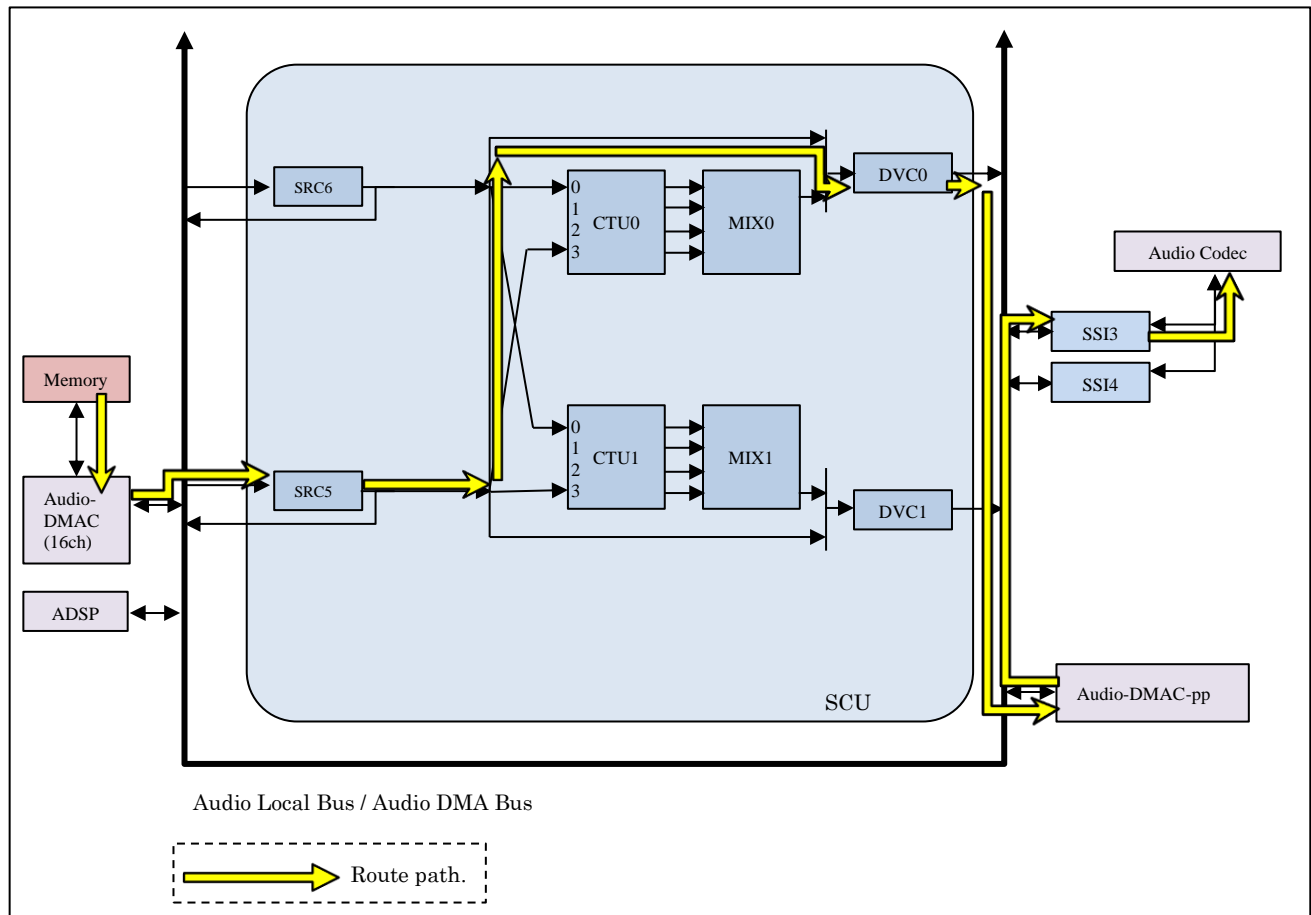 SRC6
0
1
2
3
CTU0
MIX0
DVC0
Audio Codec
SSI3
SSI4
Memory
Audio-
DMAC
(16ch)
SRC5
0
1
2
3
CTU1
MIX1
DVC1
ADSP
SCU
Audio-DMAC-pp
Audio Local Bus / Audio DMA Bus
Route path.